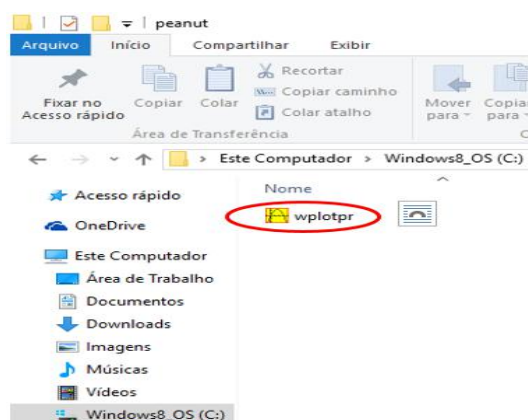 peanut
Arquivo Início Compartilhar Exibir
Fixar no
Acesso rápido
Copiar
Colar
Recortar
Copiar caminho
Colar atalho
Mover
para
Copiar
para
Área de Transferência
Este Computador > Windows8_OS (C:)
Nome
wplotpr
Acesso rápido
OneDrive
Este Computador
Área de Trabalho
Documentos
Downloads
Imagens
Músicas
Vídeos
Windows8_OS (C:)